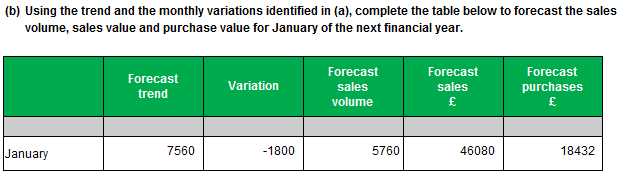 (b) Using the trend and the monthly variations identified in (a), complete the table below to forecast the sales
volume, sales value and purchase value for January of the next financial year.
Forecast trend Variation Forecast sales volume Forecast sales £ Forecast purchases £
January 7560 -1800 5760 46080 18432